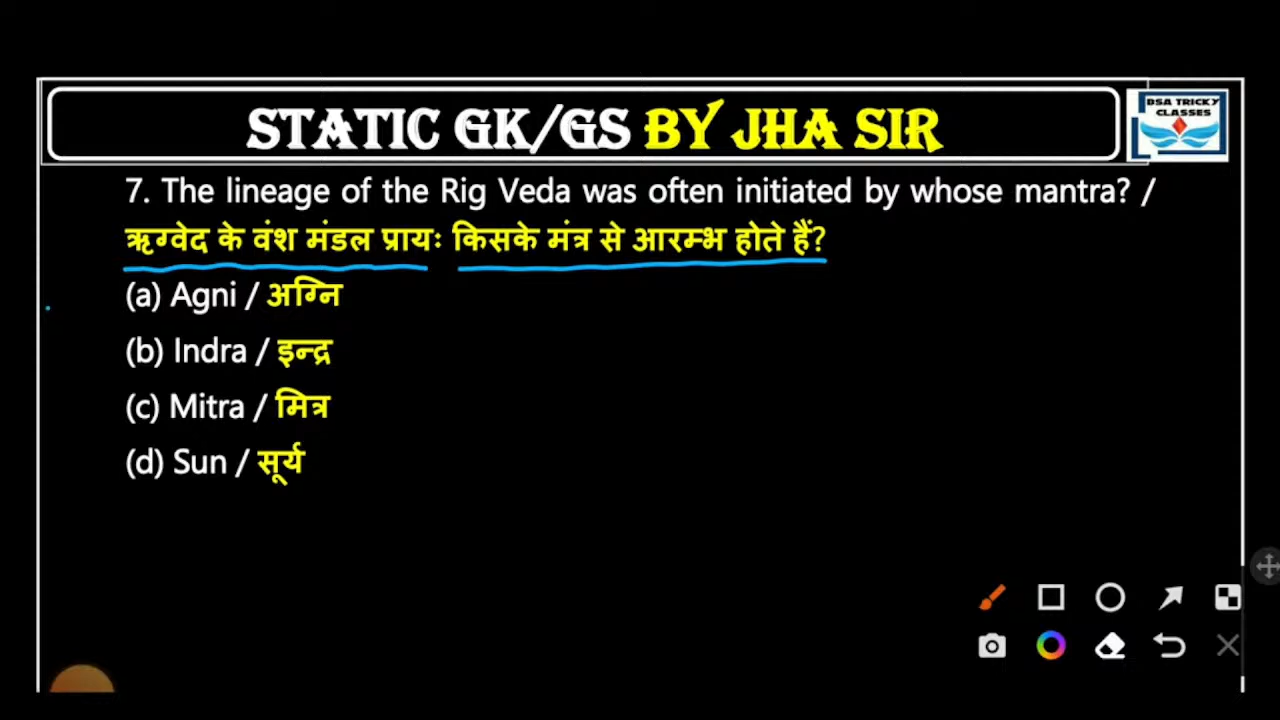 STATIC GK/GS BY JHA SIR
DSA TRICKY
CLASSES
7. The lineage of the Rig Veda was often initiated by whose mantra? /
ऋग्वेद के वंश मंडल प्रायः किसके मंत्र से आरम्भ होते हैं?
(a) Agni / अग्नि
(b) Indra / इन्द्र
(c) Mitra / मित्र
(d) Sun / सूर्य